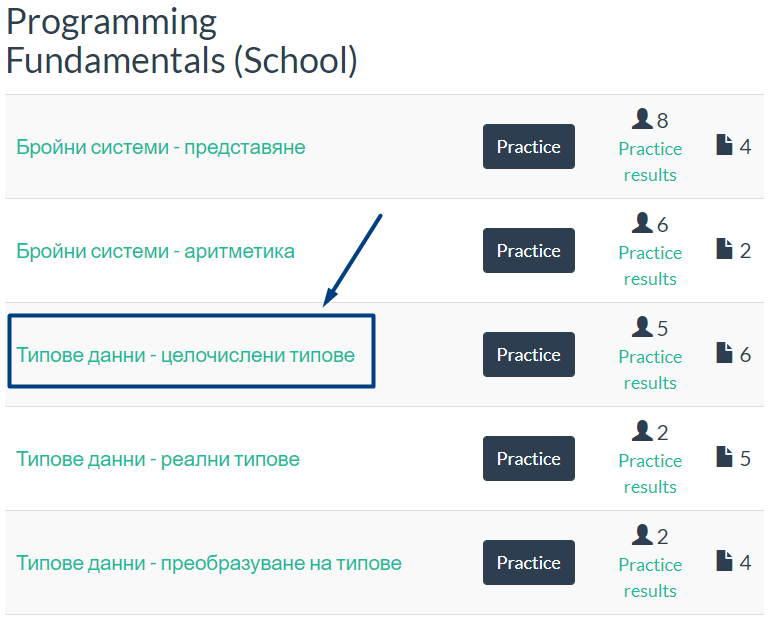 Programming
Fundamentals (School)
Бройни системи - представяне
Practice
8
Practice
results
4
Бройни системи - аритметика
Practice
6
Practice
results
2
Типове данни - целочислени типове
Practice
5
Practice
results
6
Типове данни - реални типове
Practice
2
Practice
results
5
Типове данни - преобразуване на типове
Practice
2
Practice
results
4